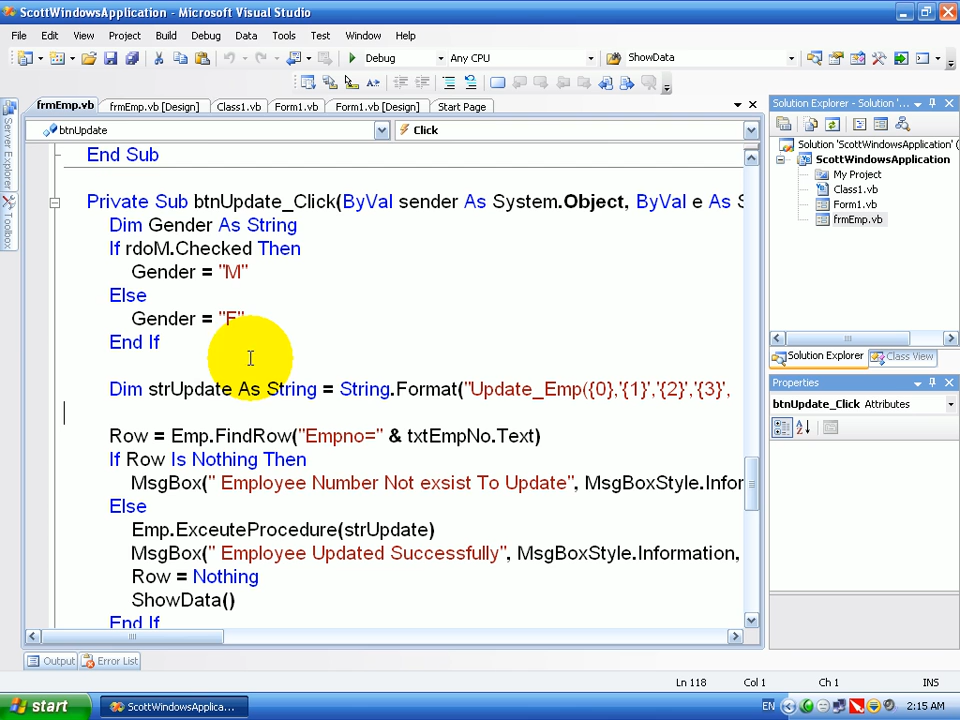 ScottWindowsApplication - Microsoft Visual Studio
File Edit View Project Build Debug Data Tools Test Window Help
Debug Any CPU ShowData
frmEmp.vb frmEmp.vb [Design] Class1.vb Form1.vb Form1.vb [Design] Start Page
btnUpdate Click
End Sub
Private Sub btnUpdate_Click(ByVal sender As System.Object, ByVal e As S
Dim Gender As String
If rdoM.Checked Then
Gender = "M"
Else
Gender = "F"
End If
Dim strUpdate As String = String.Format("Update_Emp({0},'{1}','{2}','{3}',
Row = Emp.FindRow("Empno=" & txtEmpNo.Text)
If Row Is Nothing Then
MsgBox(" Employee Number Not exsist To Update", MsgBoxStyle.Infor
Else
Emp.ExceuteProcedure(strUpdate)
MsgBox(" Employee Updated Successfully", MsgBoxStyle.Information,
Row = Nothing
ShowData()
End If
Server Explorer
Toolbox
Solution Explorer - Solution '...
Solution 'ScottWindowsApplication' (
ScottWindowsApplication
My Project
Class1.vb
Form1.vb
frmEmp.vb
Solution Explorer Class View
Properties
btnUpdate_Click Attributes
Output Error List
Ln 118 Col 1 Ch 1 INS
start ScottWindowsApplica... EN 2:15 AM